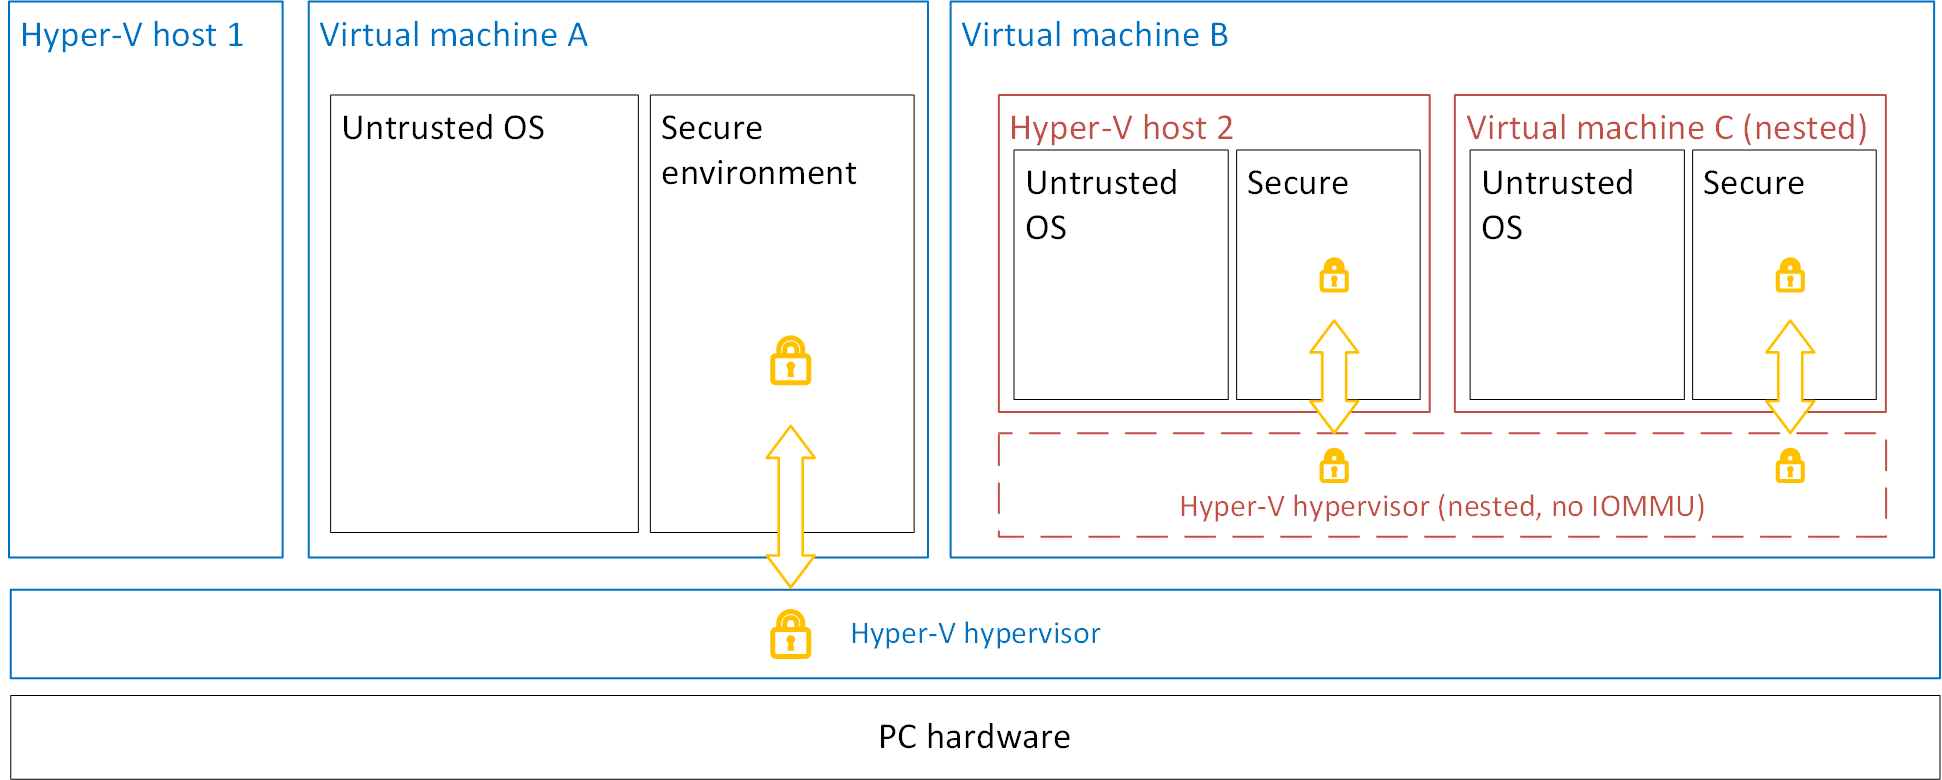 Hyper-V host 1
Virtual machine A
Untrusted OS
Secure
environment
Virtual machine B
Hyper-V host 2
Untrusted
OS
Secure
Virtual machine C (nested)
Untrusted
OS
Secure
Hyper-V hypervisor (nested, no IOMMU)
Hyper-V hypervisor
PC hardware